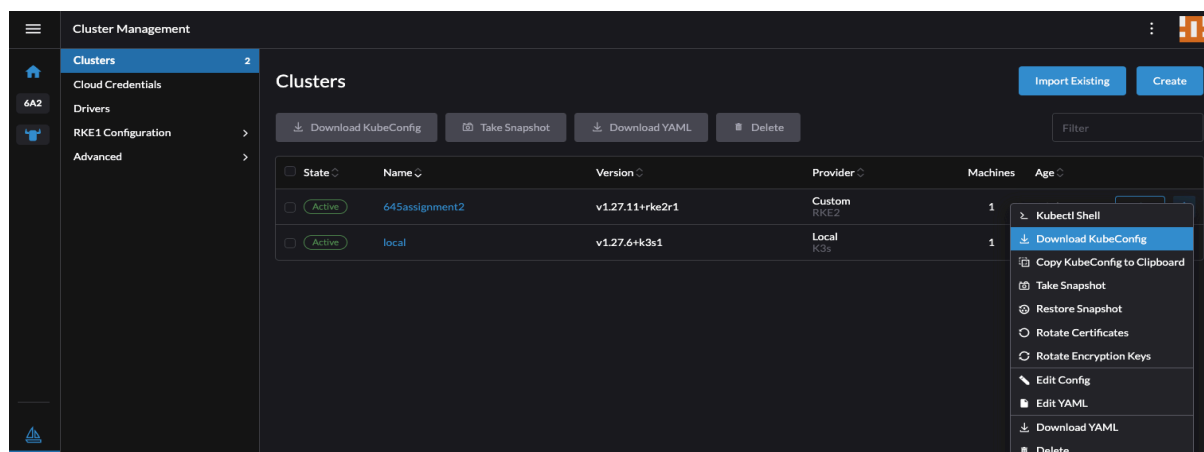 Cluster Management
Clusters 2
Cloud Credentials
Drivers
RKE1 Configuration
Advanced
6A2
Clusters
Import Existing
Create
Download KubeConfig
Take Snapshot
Download YAML
Delete
Filter
State Name Version Provider Machines Age
Active 645assignment2 v1.27.11+rke2r1 Custom 1
RKE2
Active local v1.27.6+k3s1 Local 1
K3s
Kubectl Shell
Download KubeConfig
Copy KubeConfig to Clipboard
Take Snapshot
Restore Snapshot
Rotate Certificates
Rotate Encryption Keys
Edit Config
Edit YAML
Download YAML
Delete